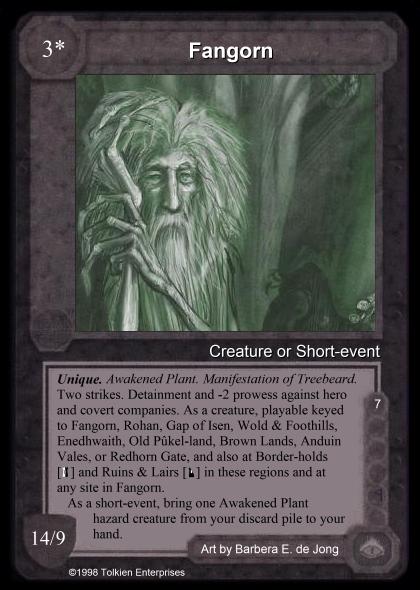 3*
Fangorn
Creature or Short-event
Unique. Awakened Plant. Manifestation of Treebeard.
Two strikes. Detainment and -2 prowess against hero
and covert companies. As a creature, playable keyed
to Fangorn, Rohan, Gap of Isen, Wold & Foothills,
Enedhwaith, Old Pûkel-land, Brown Lands, Anduin
Vales, or Redhorn Gate, and also at Border-holds
[ ] and Ruins & Lairs [ ] in these regions and at
any site in Fangorn.
As a short-event, bring one Awakened Plant
hazard creature from your discard pile to your
hand.
7
14/9
Art by Barbera E. de Jong
©1998 Tolkien Enterprises